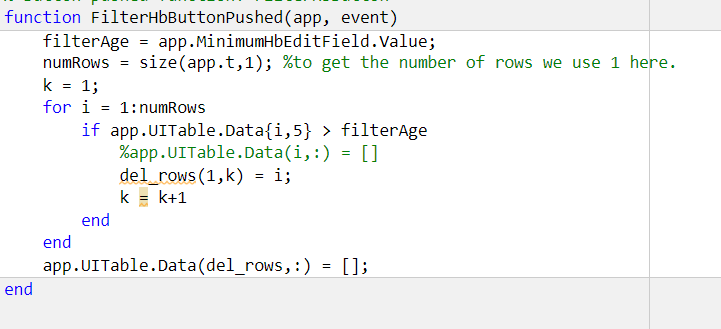 function FilterHbButtonPushed(app, event)
filterAge = app.MinimumHbEditField.Value;
numRows = size(app.t,1); %to get the number of rows we use 1 here.
k = 1;
for i = 1:numRows
if app.UITable.Data{i,5} > filterAge
%app.UITable.Data(i,:) = []
del_rows(1,k) = i;
k = k+1
end
end
app.UITable.Data(del_rows,:) = [];
end